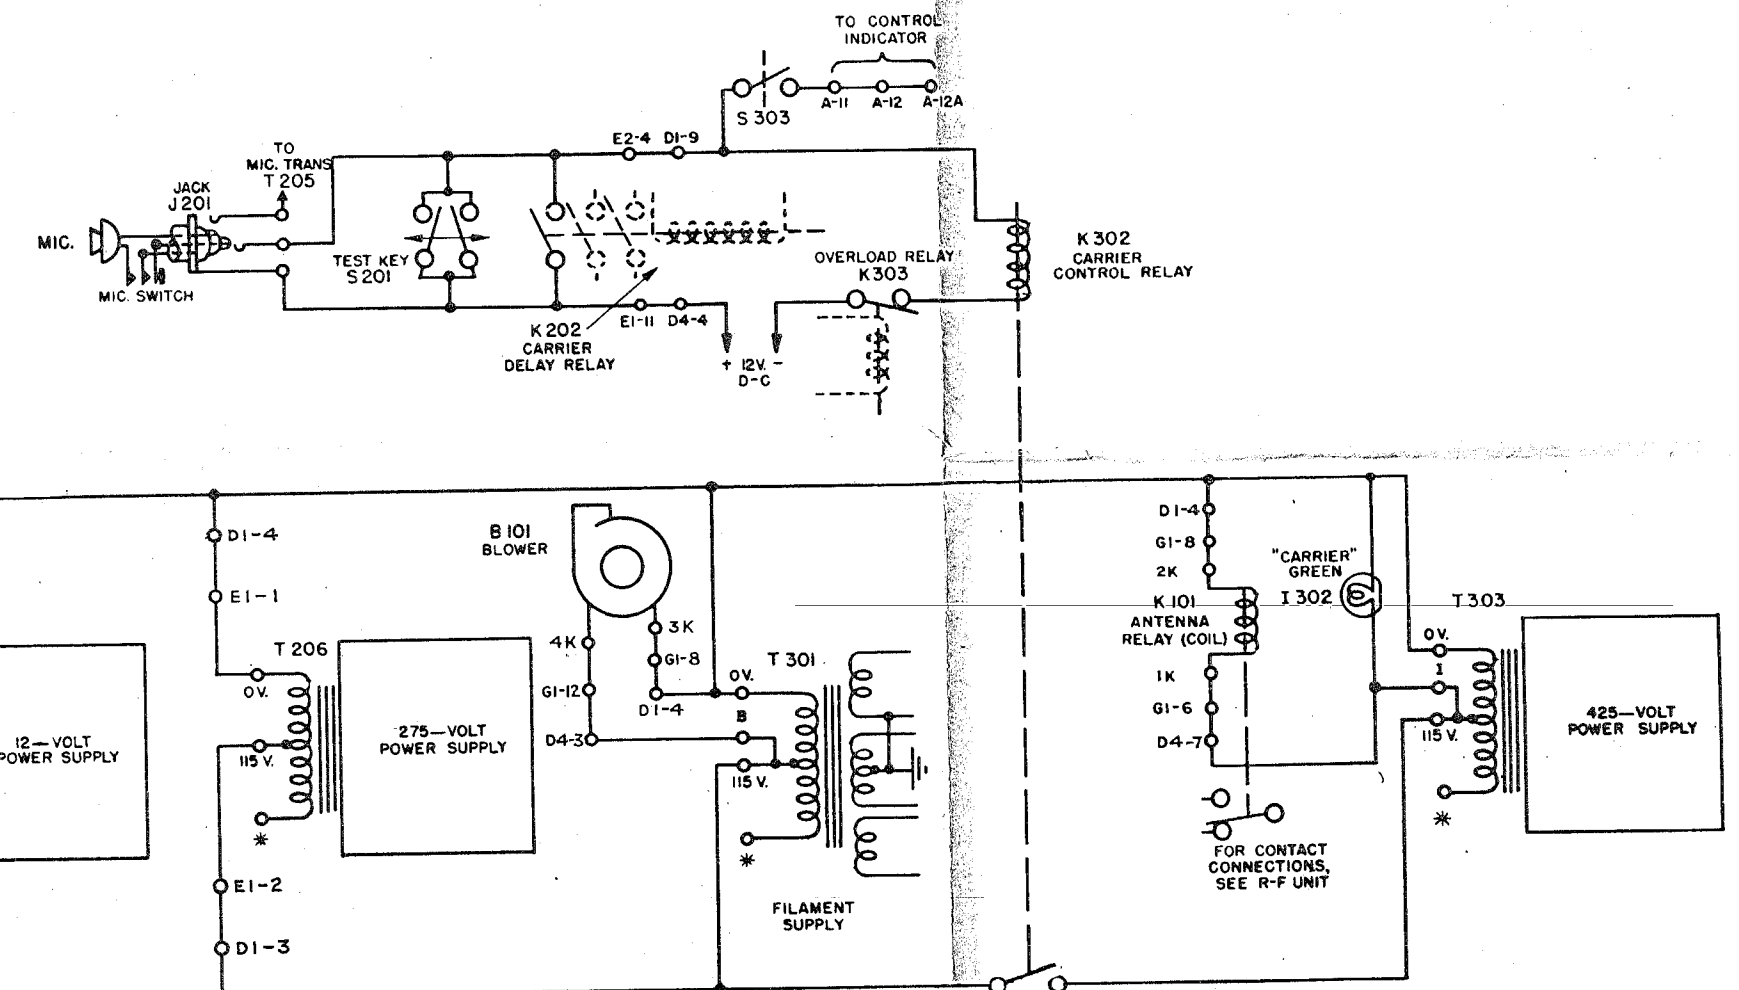 TO CONTROL
INDICATOR
A-11 A-12 A-12A
S 303
E2-4 D1-9
TO
MIC. TRANS
T 205
JACK
J 201
MIC.
MIC. SWITCH
TEST KEY
S 201
OVERLOAD RELAY
K 303
K 302
CARRIER
CONTROL RELAY
E1-11 D4-4
K 202
CARRIER
DELAY RELAY
+ 12V. -
D-C
D1-4
E1-1
T 206
0 V.
115 V.
*
E1-2
D1-3
12-VOLT
POWER SUPPLY
275-VOLT
POWER SUPPLY
B 101
BLOWER
4K
3K
G1-8
G1-12
D1-4
D4-3
T 301
0V.
B
115 V.
*
FILAMENT
SUPPLY
D1-4
G1-8
2K
K 101
ANTENNA
RELAY (COIL)
1K
G1-6
D4-7
"CARRIER"
GREEN
I 302
FOR CONTACT
CONNECTIONS,
SEE R-F UNIT
T 303
0V.
I
115 V.
*
425-VOLT
POWER SUPPLY